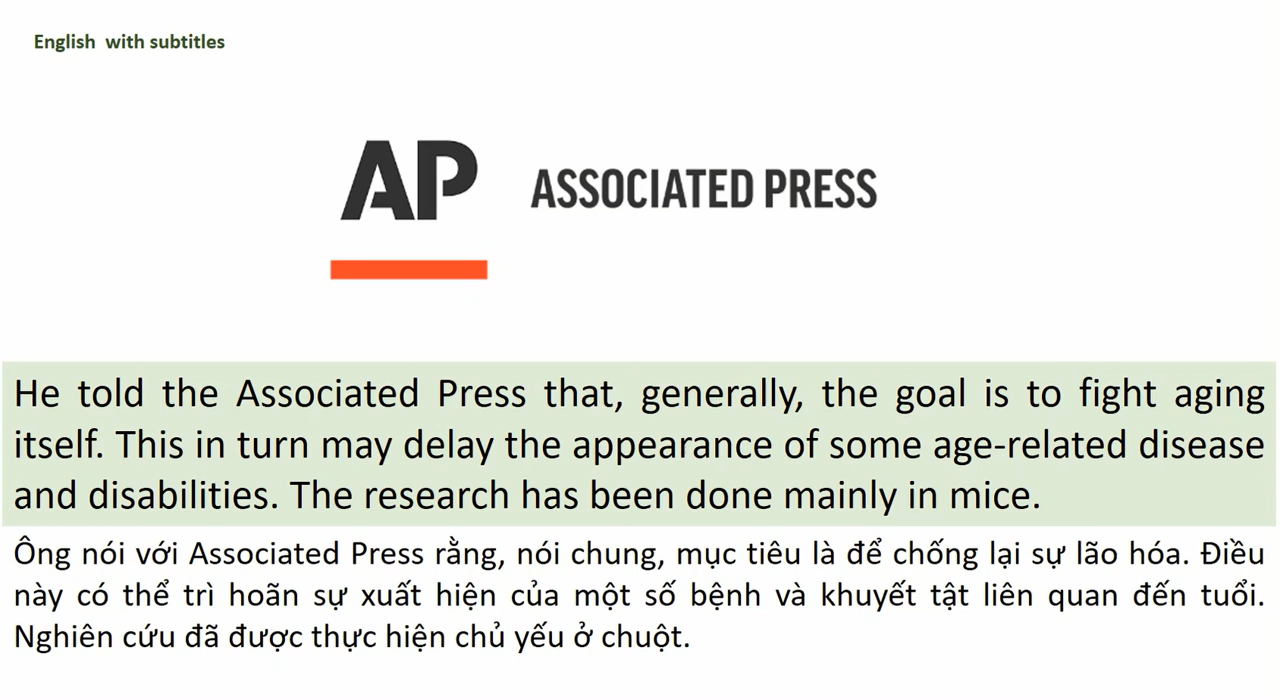 English with subtitles
AP
ASSOCIATED PRESS
He told the Associated Press that, generally, the goal is to fight aging
itself. This in turn may delay the appearance of some age-related disease
and disabilities. The research has been done mainly in mice.
Ông nói với Associated Press rằng, nói chung, mục tiêu là để chống lại sự lão hóa. Điều
này có thể trì hoãn sự xuất hiện của một số bệnh và khuyết tật liên quan đến tuổi.
Nghiên cứu đã được thực hiện chủ yếu ở chuột.